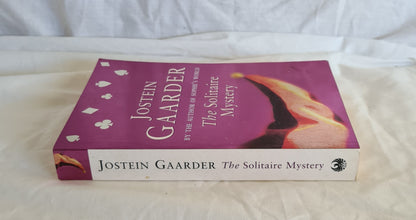 JOSTEIN
GAARDER
BY THE AUTHOR OF SOPHIE'S WORLD
The Solitaire
Mystery
JOSTEIN GAARDER The Solitaire Mystery